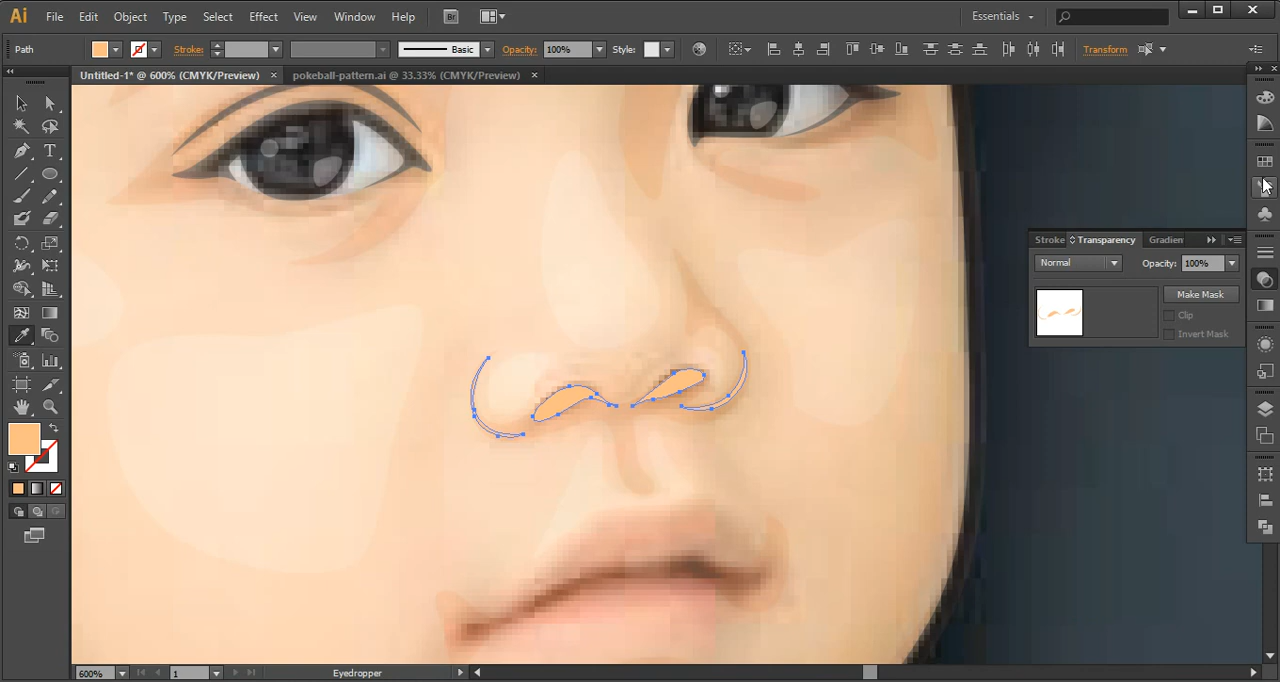 Ai File Edit Object Type Select Effect View Window Help Br Essentials
Path Stroke: Basic Opacity: 100% Style: Transform
Untitled-1* @ 600% (CMYK/Preview) pokeball-pattern.ai @ 33.33% (CMYK/Preview)
Stroke Transparency Gradien
Normal Opacity: 100%
Make Mask
Clip
Invert Mask
T
600% 1 Eyedropper